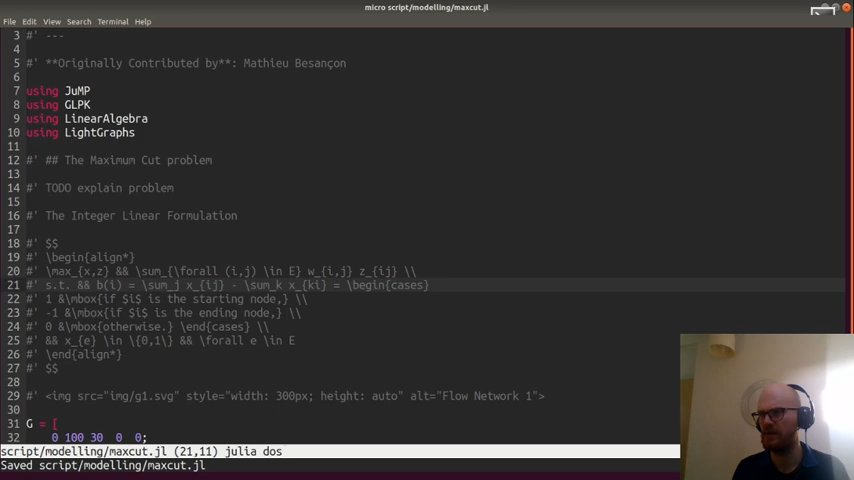 micro script/modelling/maxcut.jl
File Edit View Search Terminal Help
3 #' ---
4
5 #' **Originally Contributed by**: Mathieu Besançon
6
7 using JuMP
8 using GLPK
9 using LinearAlgebra
10 using LightGraphs
11
12 #' ## The Maximum Cut problem
13
14 #' TODO explain problem
15
16 #' The Integer Linear Formulation
17
18 #' $$
19 #' \begin{align*}
20 #' \max_{x,z} && \sum_{\forall (i,j) \in E} w_{i,j} z_{ij} \\
21 #' s.t. && b(i) = \sum_j x_{ij} - \sum_k x_{ki} = \begin{cases}
22 #' 1 &\mbox{if $i$ is the starting node,} \\
23 #' -1 &\mbox{if $i$ is the ending node,} \\
24 #' 0 &\mbox{otherwise.} \end{cases} \\
25 #' && x_{e} \in \{0,1\} && \forall e \in E
26 #' \end{align*}
27 #' $$
28
29 #' <img src="img/g1.svg" style="width: 300px; height: auto" alt="Flow Network 1">
30
31 G = [
32 0 100 30 0 0;
script/modelling/maxcut.jl (21,11) julia dos
Saved script/modelling/maxcut.jl